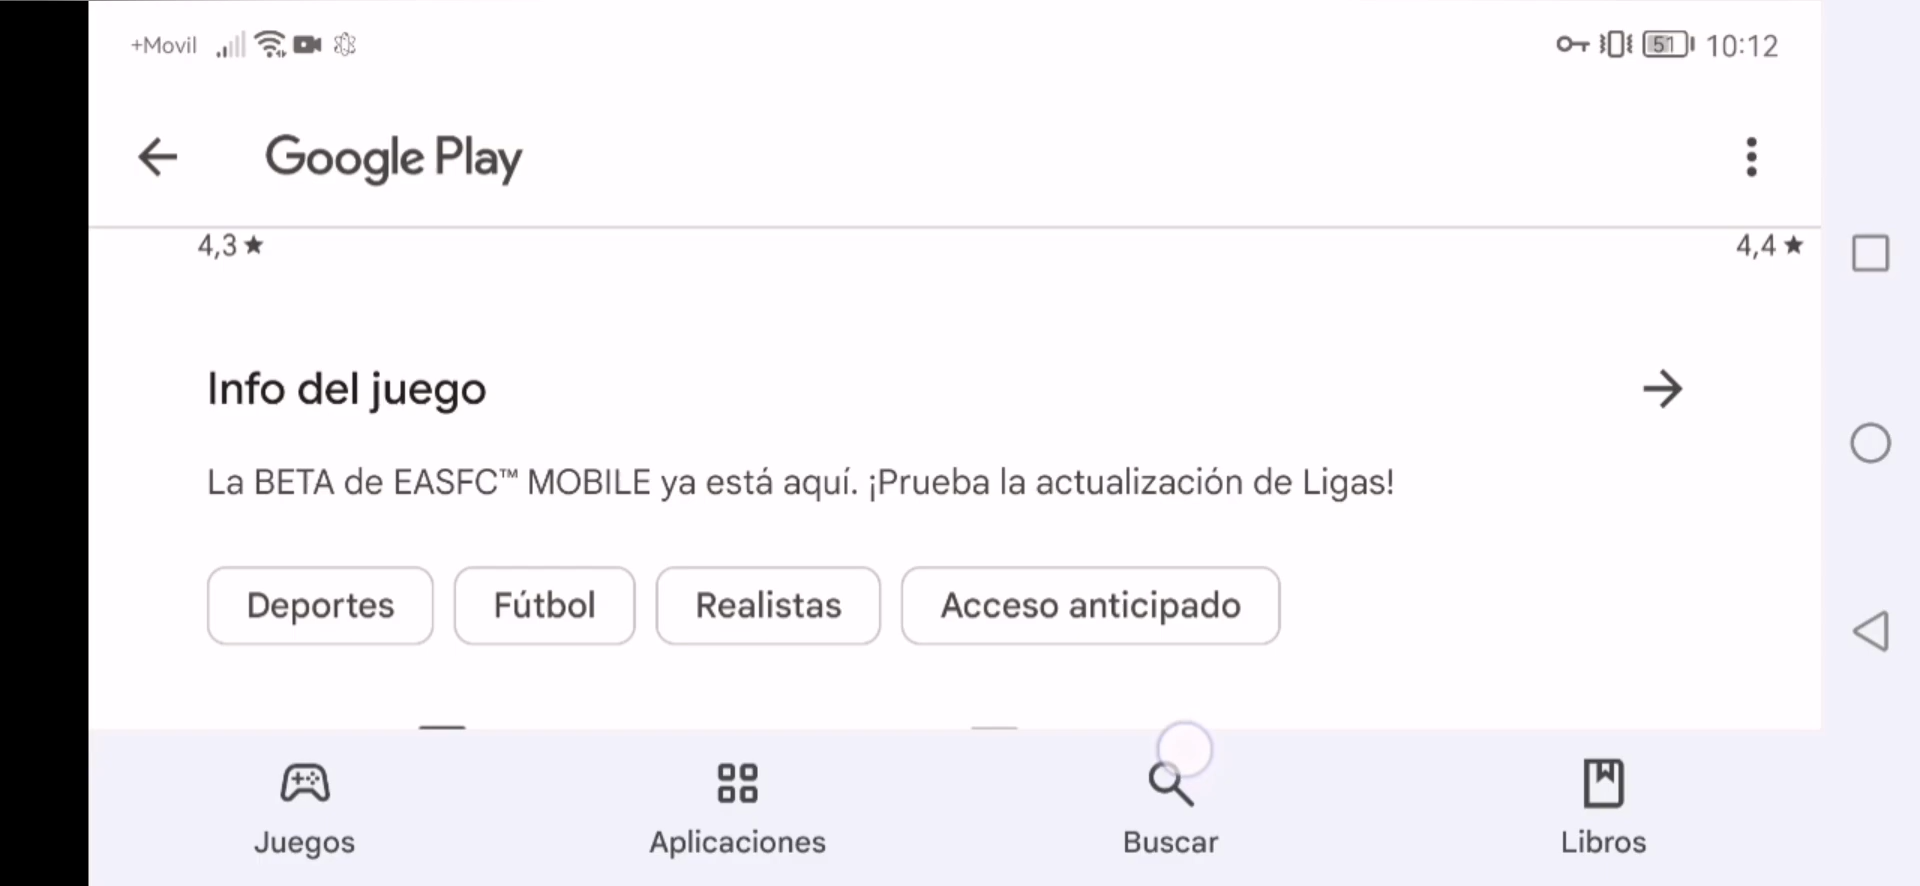 +Movil 51 10:12
Google Play
4,3 ★ 4,4 ★
Info del juego
La BETA de EASFC™ MOBILE ya está aquí. ¡Prueba la actualización de Ligas!
Deportes Fútbol Realistas Acceso anticipado
Juegos Aplicaciones Buscar Libros